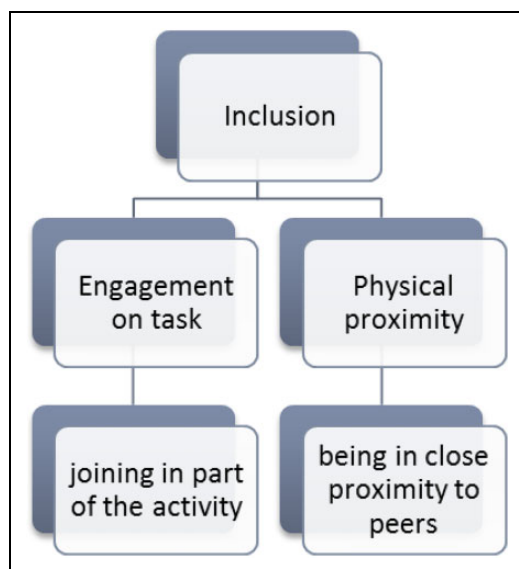 Inclusion
Engagement
on task
Physical
proximity
joining in part
of the activity
being in close
proximity to
peers